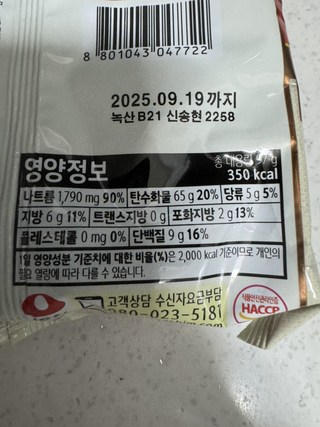 8 801043 047722
2025.09.19 까지
녹산 B21 신송현 2258
영양정보
총 내용량 97 g
350 kcal
나트륨 1,790 mg 90% 탄수화물 65 g 20% 당류 5 g 5%
지방 6 g 11% 트랜스지방 0 g 포화지방 2 g 13%
콜레스테롤 0 mg 0% 단백질 9 g 16%
1일 영양성분 기준치에 대한 비율(%)은 2,000 kcal 기준이므로 개인의
필요 열량에 따라 다를 수 있습니다.
고객상담 수신자요금부담
080-023-5181
HACCP